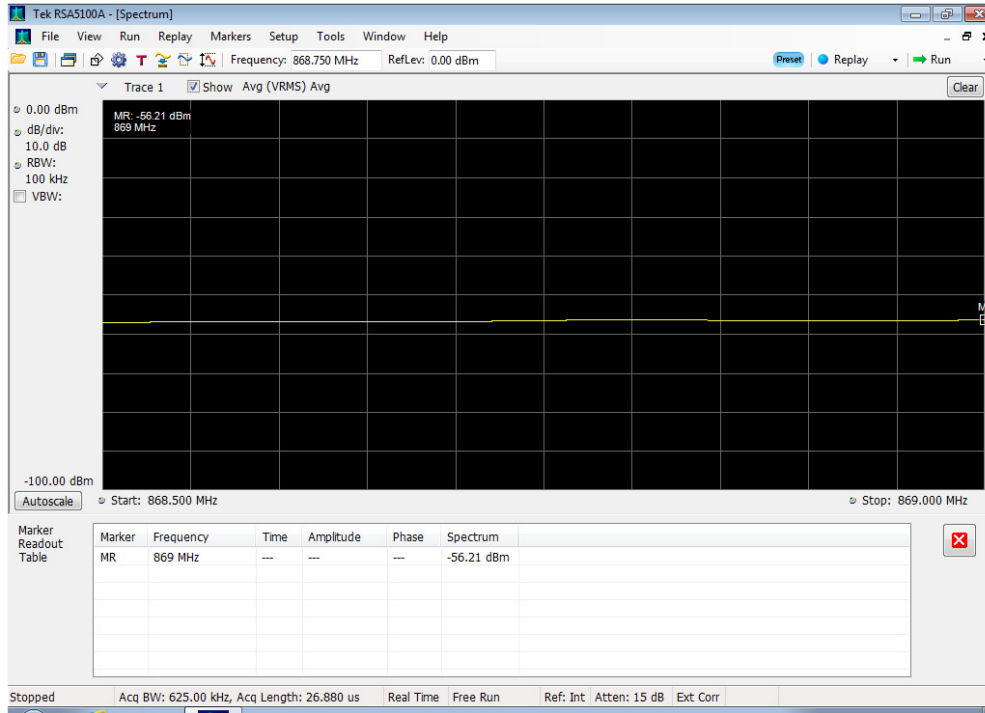 Tek RSA5100A - [Spectrum]
File View Run Replay Markers Setup Tools Window Help
T Frequency: 868.750 MHz RefLev: 0.00 dBm Preset Replay Run
Trace 1 Show Avg (VRMS) Avg Clear
0.00 dBm
dB/div:
10.0 dB
RBW:
100 kHz
VBW:
MR: -56.21 dBm
869 MHz
M
-100.00 dBm
Autoscale Start: 868.500 MHz Stop: 869.000 MHz
Marker
Readout
Table
Marker Frequency Time Amplitude Phase Spectrum
MR 869 MHz --- --- --- -56.21 dBm
Stopped Acq BW: 625.00 kHz, Acq Length: 26.880 us Real Time Free Run Ref: Int Atten: 15 dB Ext Corr